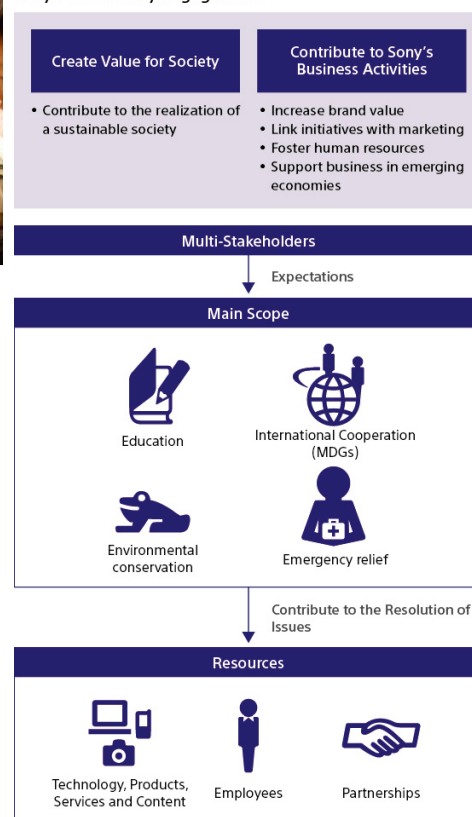 Create Value for Society
Contribute to Sony's
Business Activities
• Contribute to the realization of
a sustainable society
• Increase brand value
• Link initiatives with marketing
• Foster human resources
• Support business in emerging
economies
Multi-Stakeholders
Expectations
Main Scope
Education
International Cooperation
(MDGs)
Environmental
conservation
Emergency relief
Contribute to the Resolution of
Issues
Resources
Technology, Products,
Services and Content
Employees
Partnerships